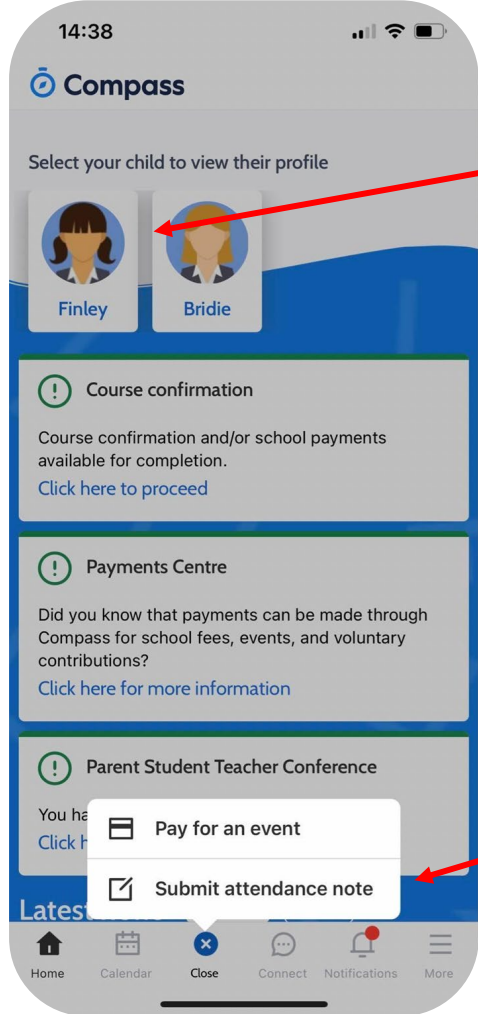 14:38
Compass
Select your child to view their profile
Finley
Bridie
Course confirmation
Course confirmation and/or school payments
available for completion.
Click here to proceed
Payments Centre
Did you know that payments can be made through
Compass for school fees, events, and voluntary
contributions?
Click here for more information
Parent Student Teacher Conference
You
Click
Pay for an event
Submit attendance note
Home
Calendar
Close
Connect
Notifications
More